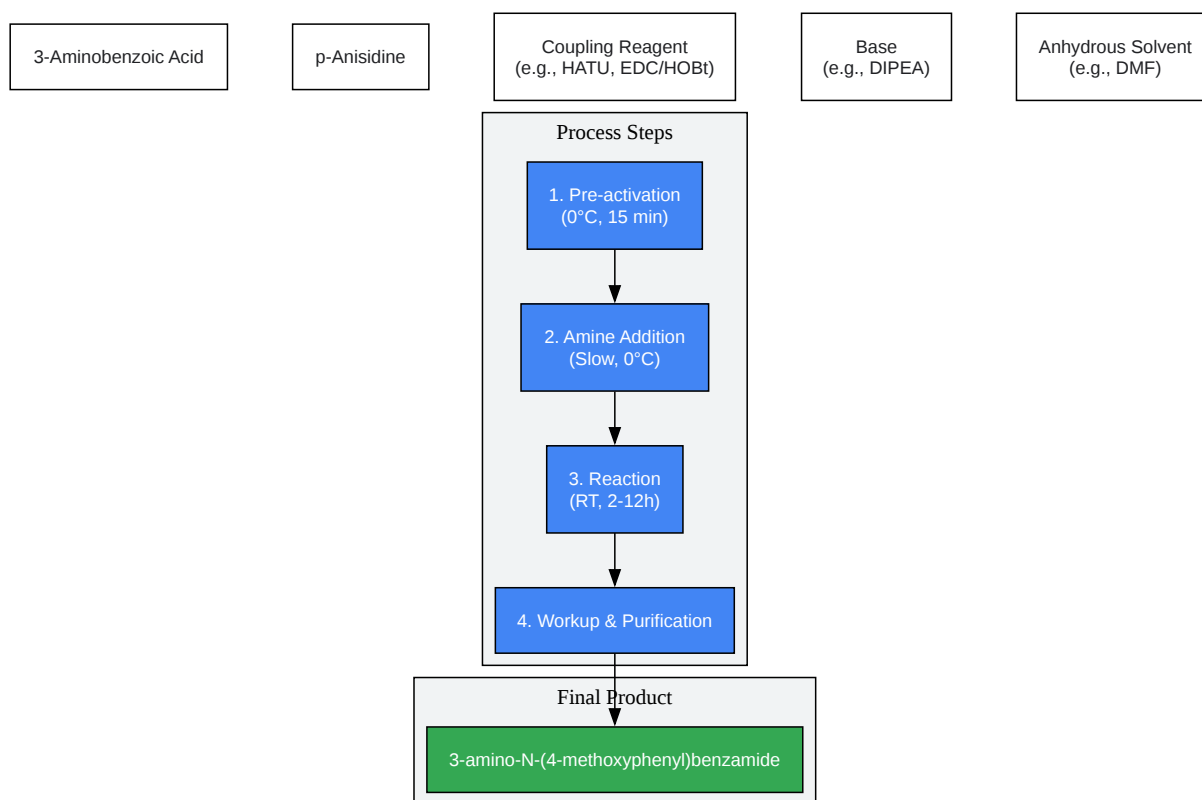 3-Aminobenzoic Acid
p-Anisidine
Coupling Reagent
(e.g., HATU, EDC/HOBt)
Base
(e.g., DIPEA)
Anhydrous Solvent
(e.g., DMF)
Process Steps
1. Pre-activation
(0°C, 15 min)
2. Amine Addition
(Slow, 0°C)
3. Reaction
(RT, 2-12h)
4. Workup & Purification
Final Product
3-amino-N-(4-methoxyphenyl)benzamide